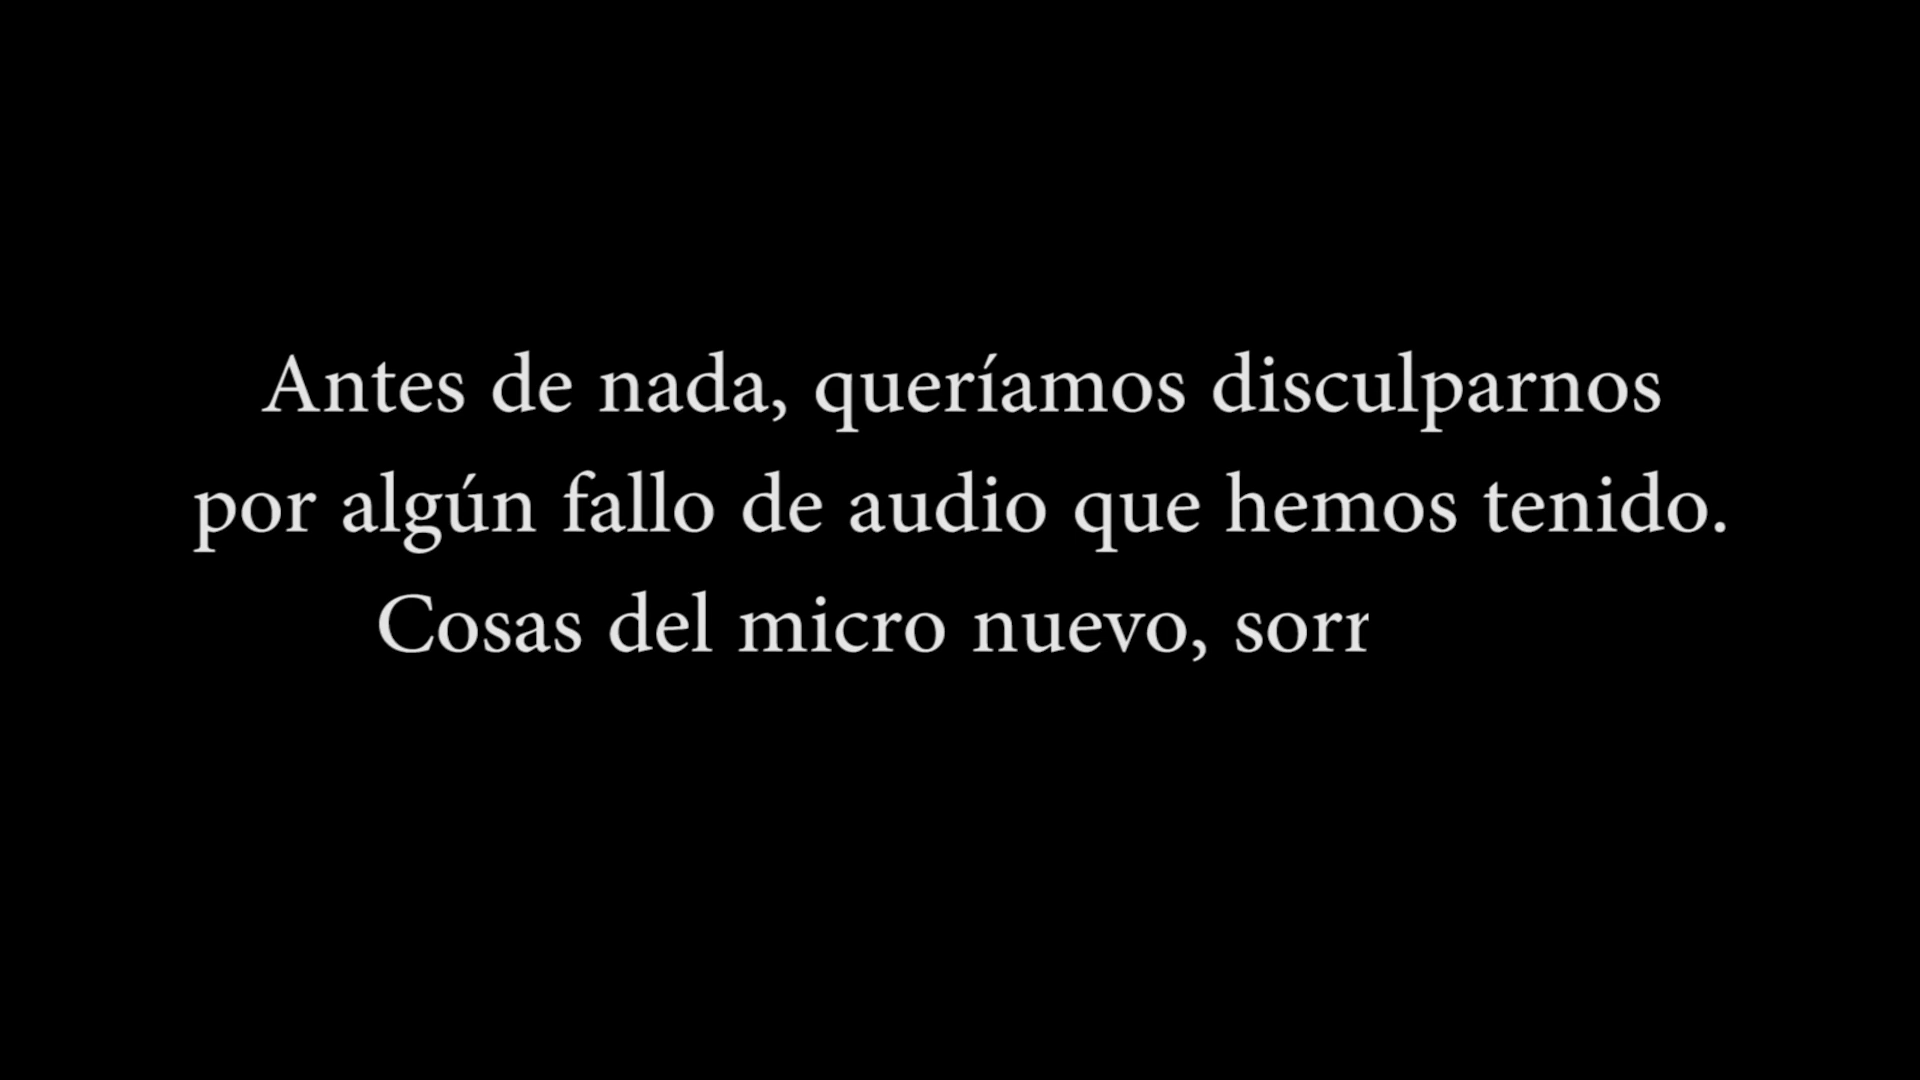 Antes de nada, queríamos disculparnos
por algún fallo de audio que hemos tenido.
Cosas del micro nuevo, sorr